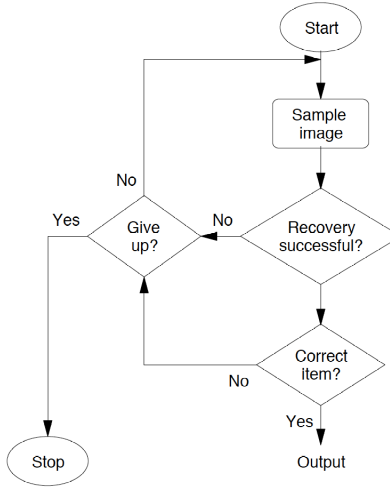 Start
Sample
image
No
Yes
Give
up?
No
Recovery
successful?
Correct
item?
No
Yes
Stop
Output